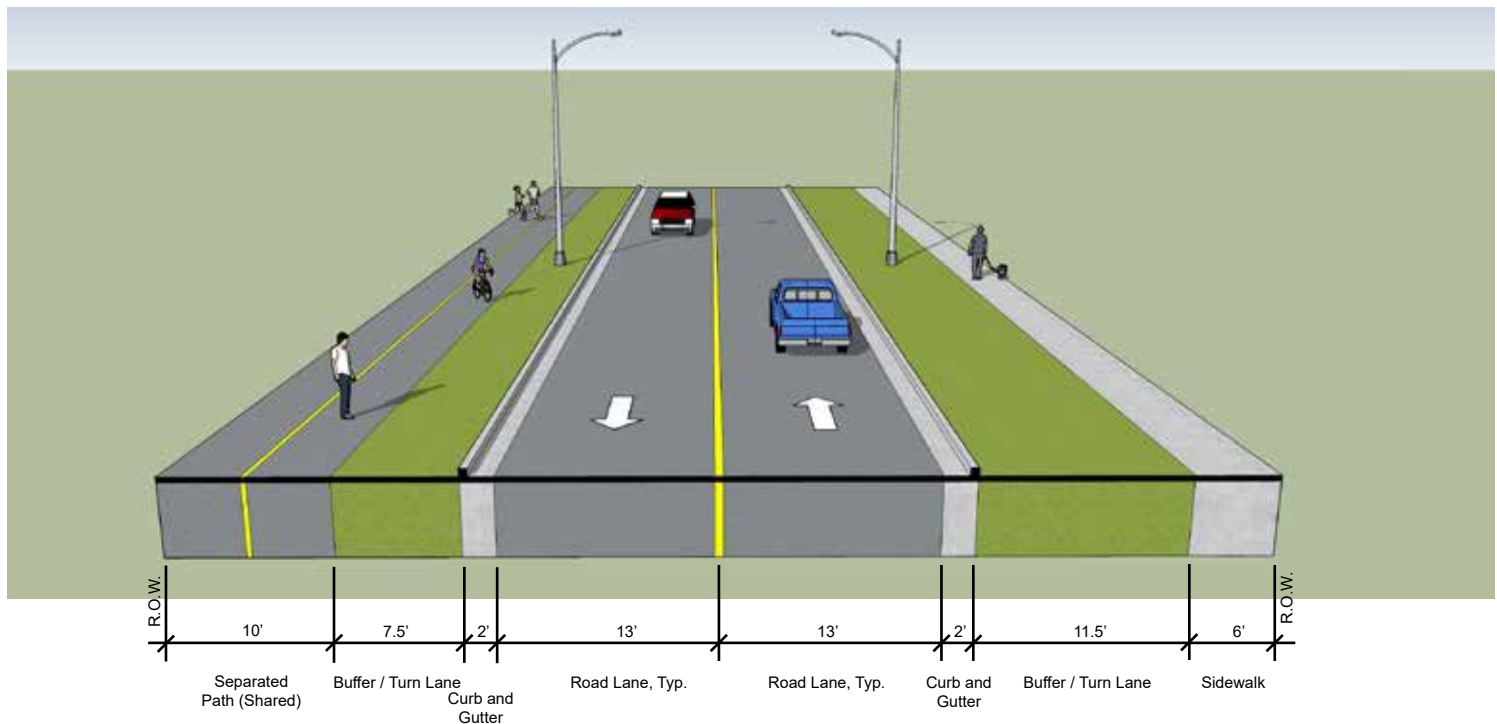 R.O.W.
R.O.W.
10’
7.5’
2’
13’
13’
2’
11.5’
6’
Separated
Path (Shared)
Buffer / Turn Lane
Curb and
Gutter
Road Lane, Typ.
Road Lane, Typ.
Curb and
Gutter
Buffer / Turn Lane
Sidewalk